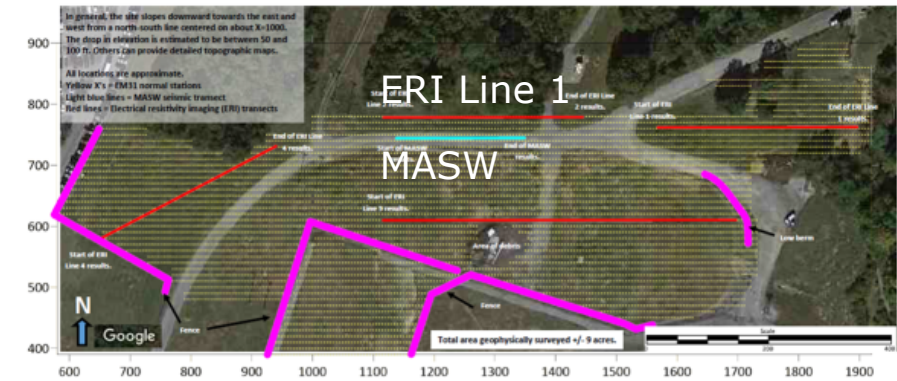 In general, the site slopes downward towards the east and
west from a north-south line centered on about X=1000.
The drop in elevation is estimated to be between 50 and
100 ft. Others can provide detailed topographic maps.
All locations are approximate.
Yellow X's = EM31 normal stations
Light blue lines = MASW seismic transect
Red lines = Electrical resistivity imaging (ERI) transects
900
800
700
600
500
400
ERI Line 1
Start of ERI
End of ERI Line
2 results.
Start of ERI
Line 1 results.
End of ERI Line
1 results.
End of ERI Line
4 results.
Start of MASW
End of MASW
results.
MASW
Start of ERI
Line 3 results.
Start of ERI
Line 4 results.
Area of debris
Low berm
Fence
Fence
N
Google
Total area geophysically surveyed +/- 9 acres.
Scale
200
400
600 700 800 900 1000 1100 1200 1300 1400 1500 1600 1700 1800 1900